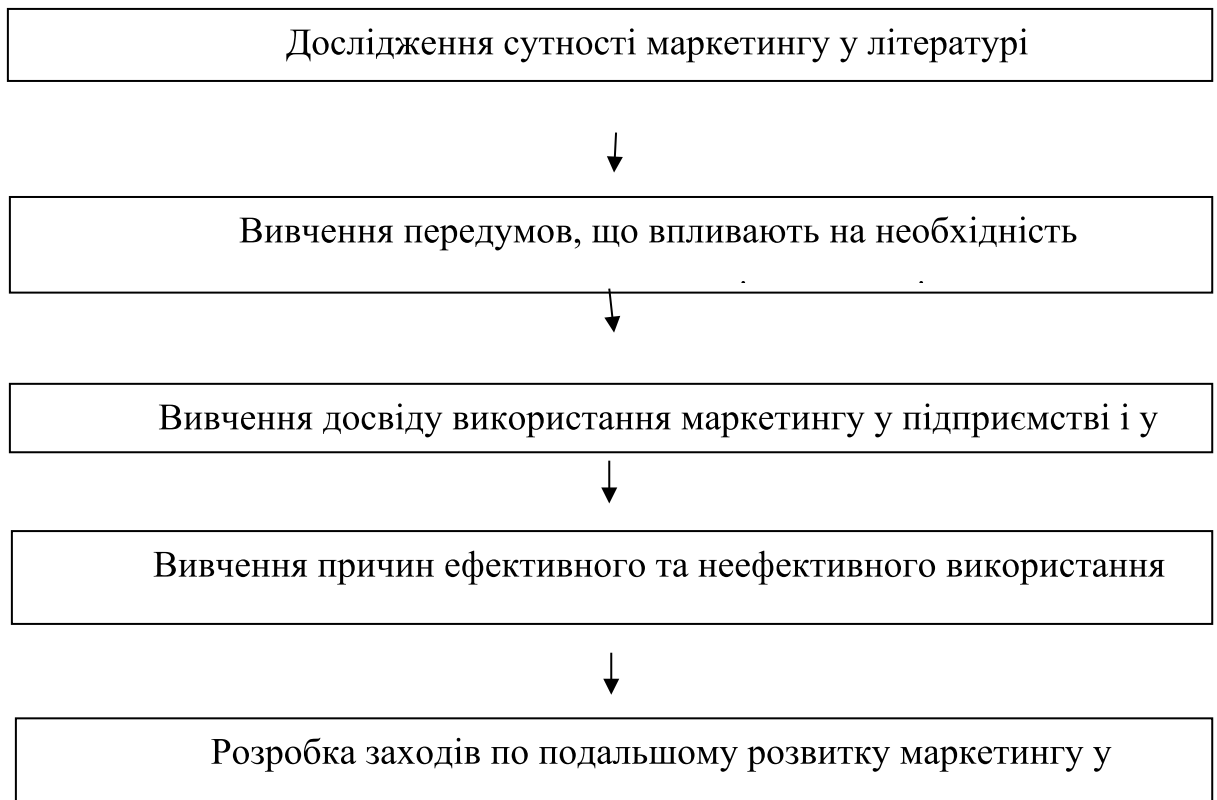 Дослідження сутності маркетингу у літературі
Вивчення передумов, що впливають на необхідність
Вивчення досвіду використання маркетингу у підприємстві і у
Вивчення причин ефективного та неефективного використання
Розробка заходів по подальшому розвитку маркетингу у